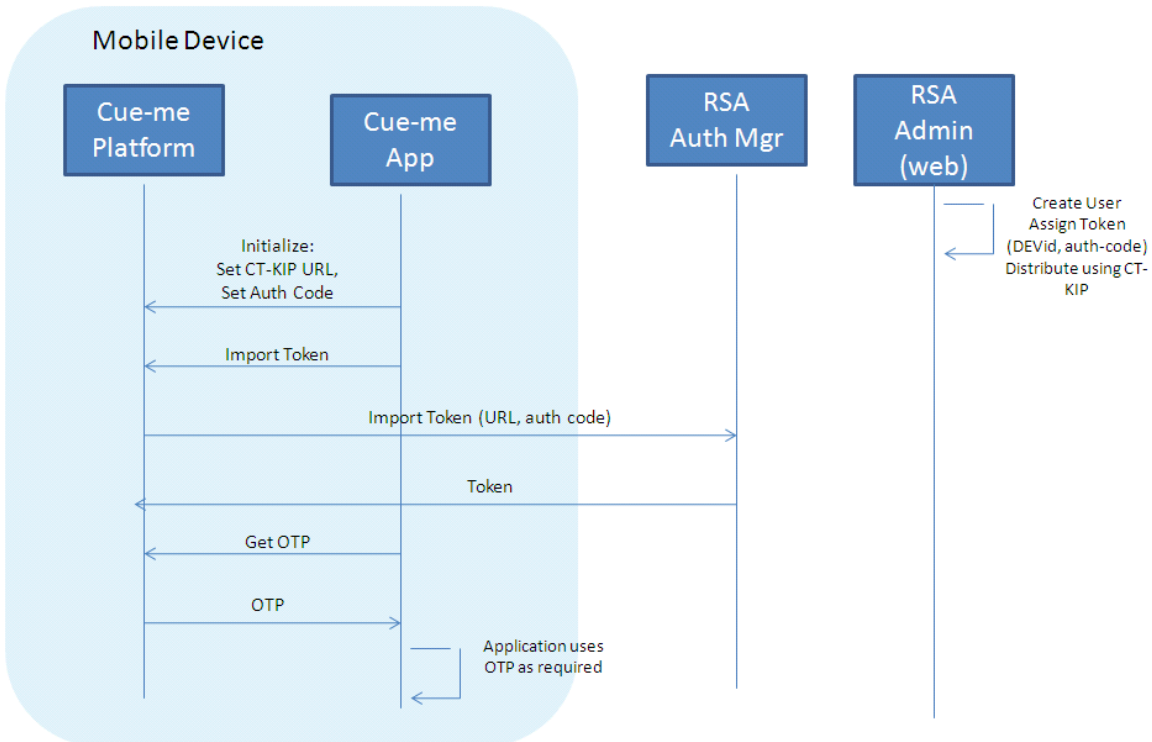 Mobile Device
Cue-me
Platform
Cue-me
App
RSA
Auth Mgr
RSA
Admin
(web)
Create User
Assign Token
(DEVid, auth-code)
Distribute using CT-
KIP
Initialize:
Set CT-KIP URL,
Set Auth Code
Import Token
Import Token (URL, auth code)
Token
Get OTP
OTP
Application uses
OTP as required